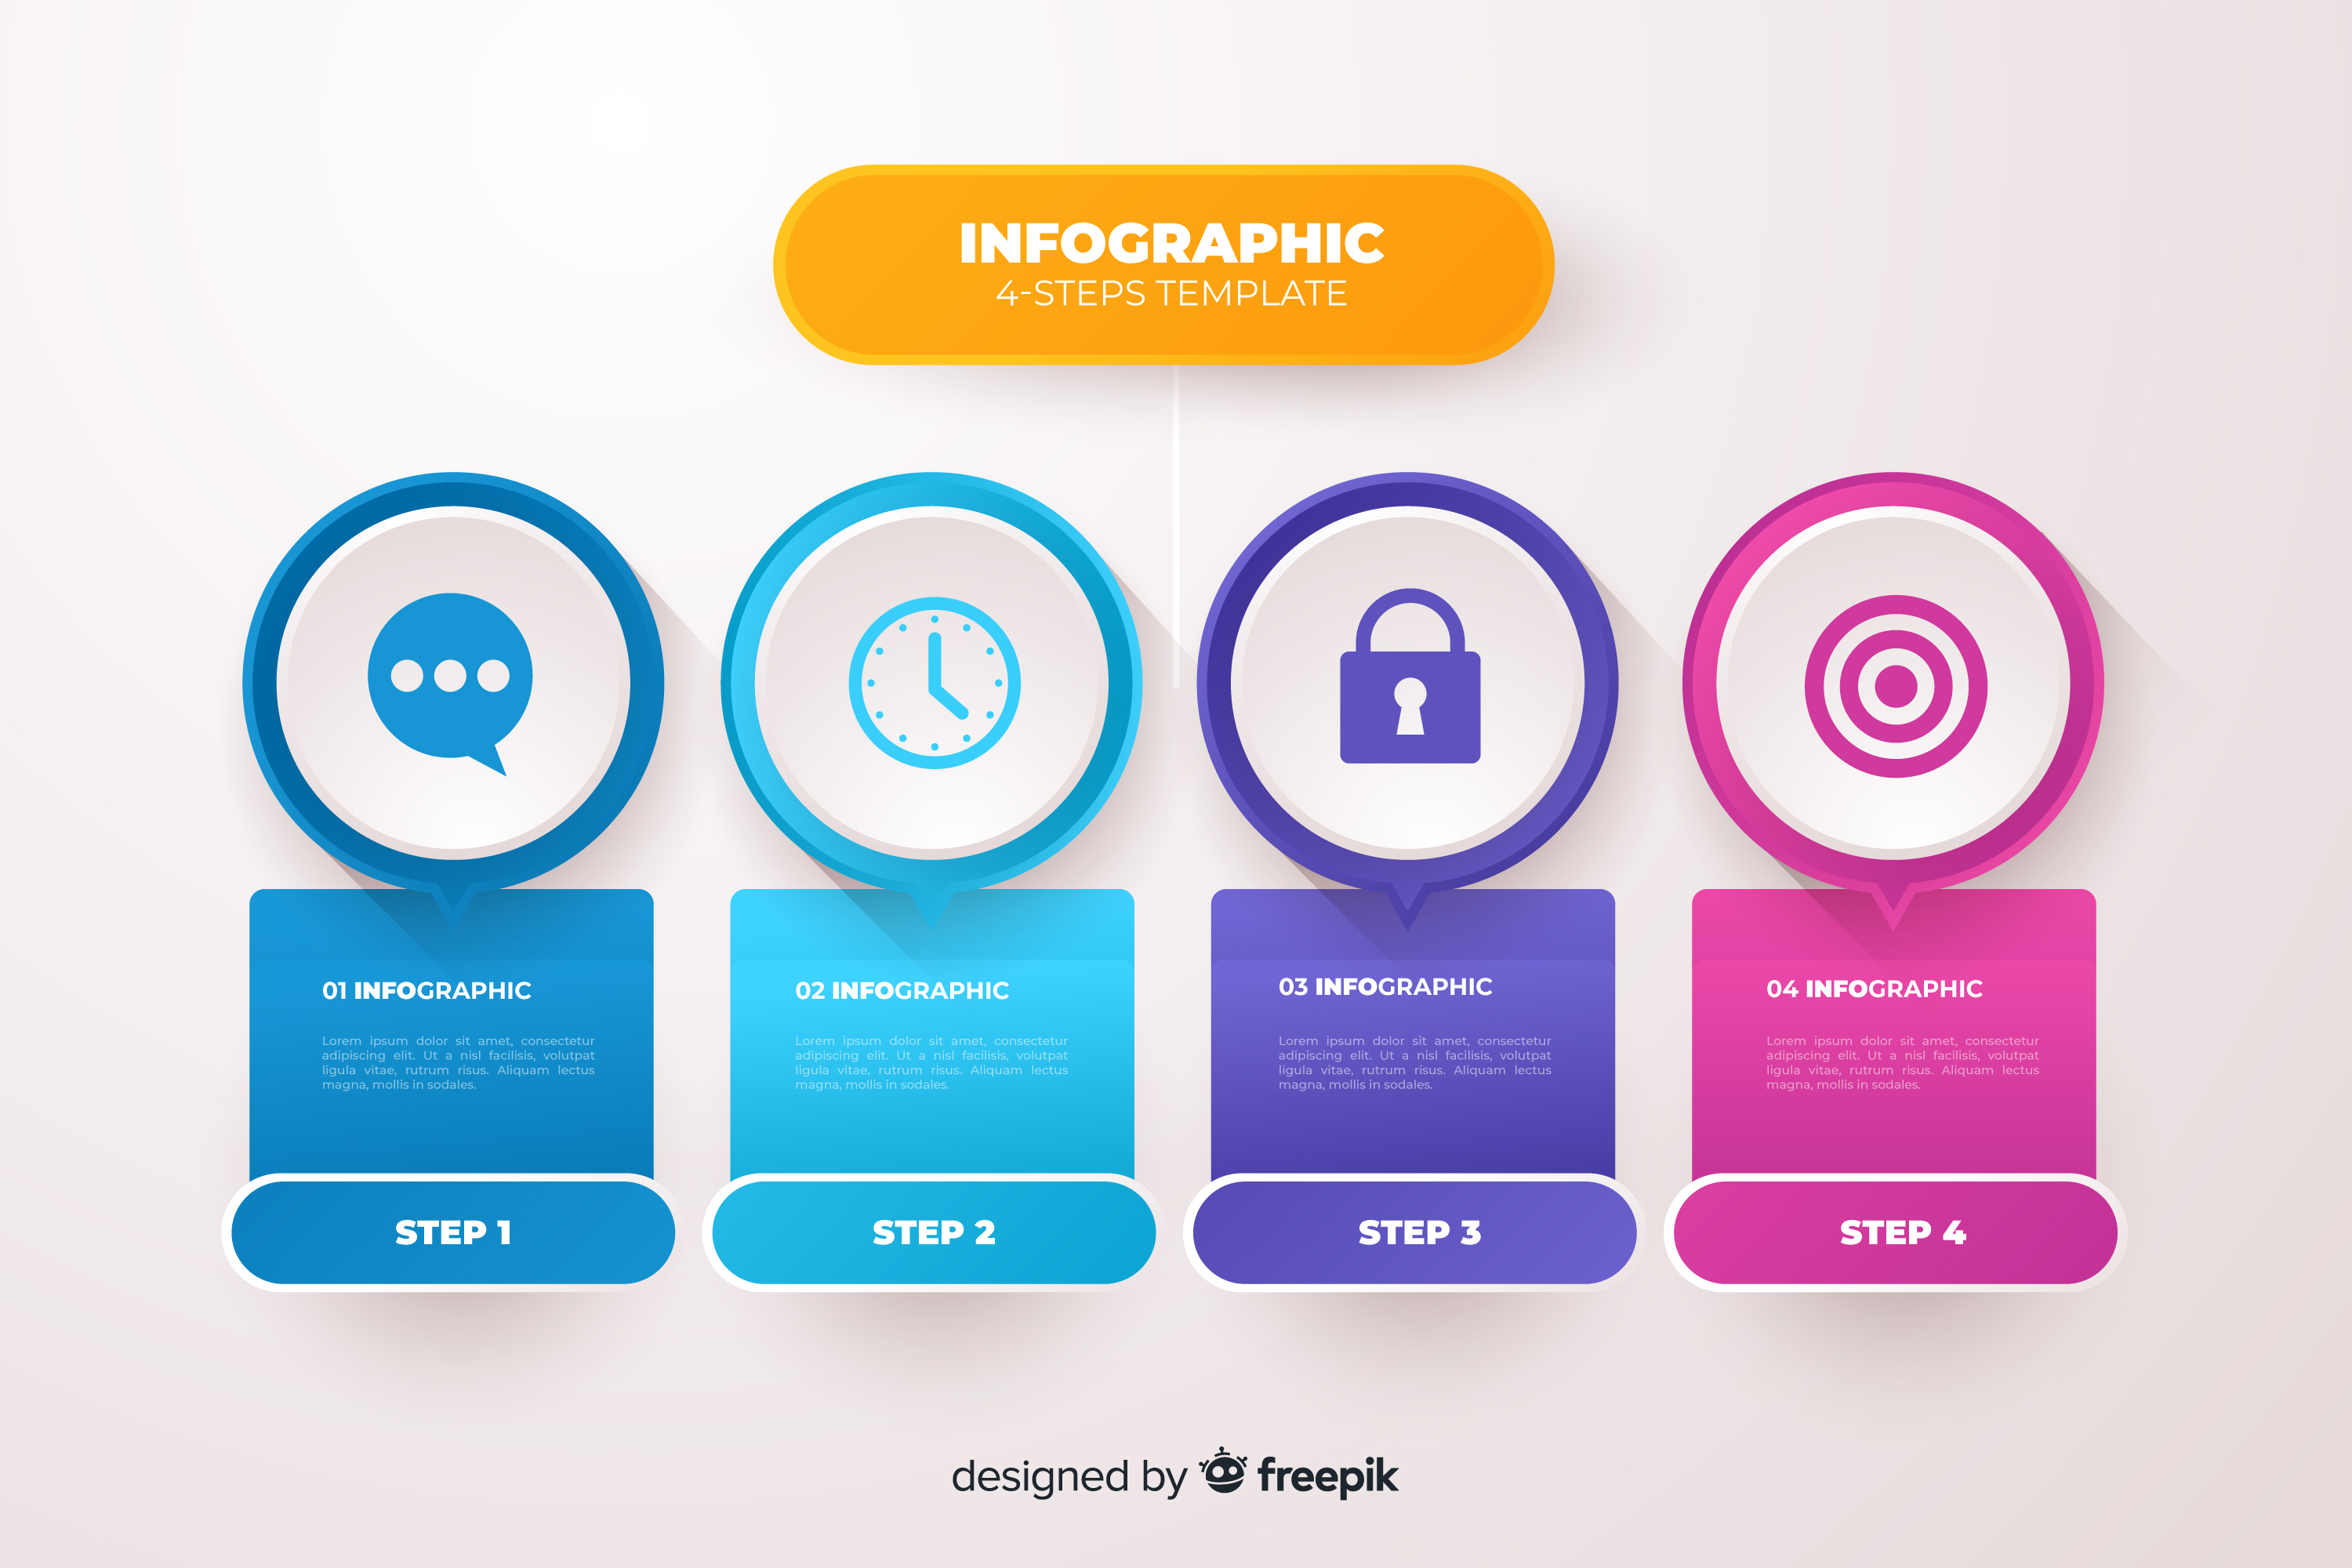 INFOGRAPHIC
4-STEPS TEMPLATE
01 INFOGRAPHIC
Lorem ipsum dolor sit amet, consectetur
adipiscing elit. Ut a nisl facilisis, volutpat
ligula vitae, rutrum risus. Aliquam lectus
magna, mollis in sodales.
STEP 1
02 INFOGRAPHIC
Lorem ipsum dolor sit amet, consectetur
adipiscing elit. Ut a nisl facilisis, volutpat
ligula vitae, rutrum risus. Aliquam lectus
magna, mollis in sodales.
STEP 2
03 INFOGRAPHIC
Lorem ipsum dolor sit amet, consectetur
adipiscing elit. Ut a nisl facilisis, volutpat
ligula vitae, rutrum risus. Aliquam lectus
magna, mollis in sodales.
STEP 3
04 INFOGRAPHIC
Lorem ipsum dolor sit amet, consectetur
adipiscing elit. Ut a nisl facilisis, volutpat
ligula vitae, rutrum risus. Aliquam lectus
magna, mollis in sodales.
STEP 4
designed by freepik